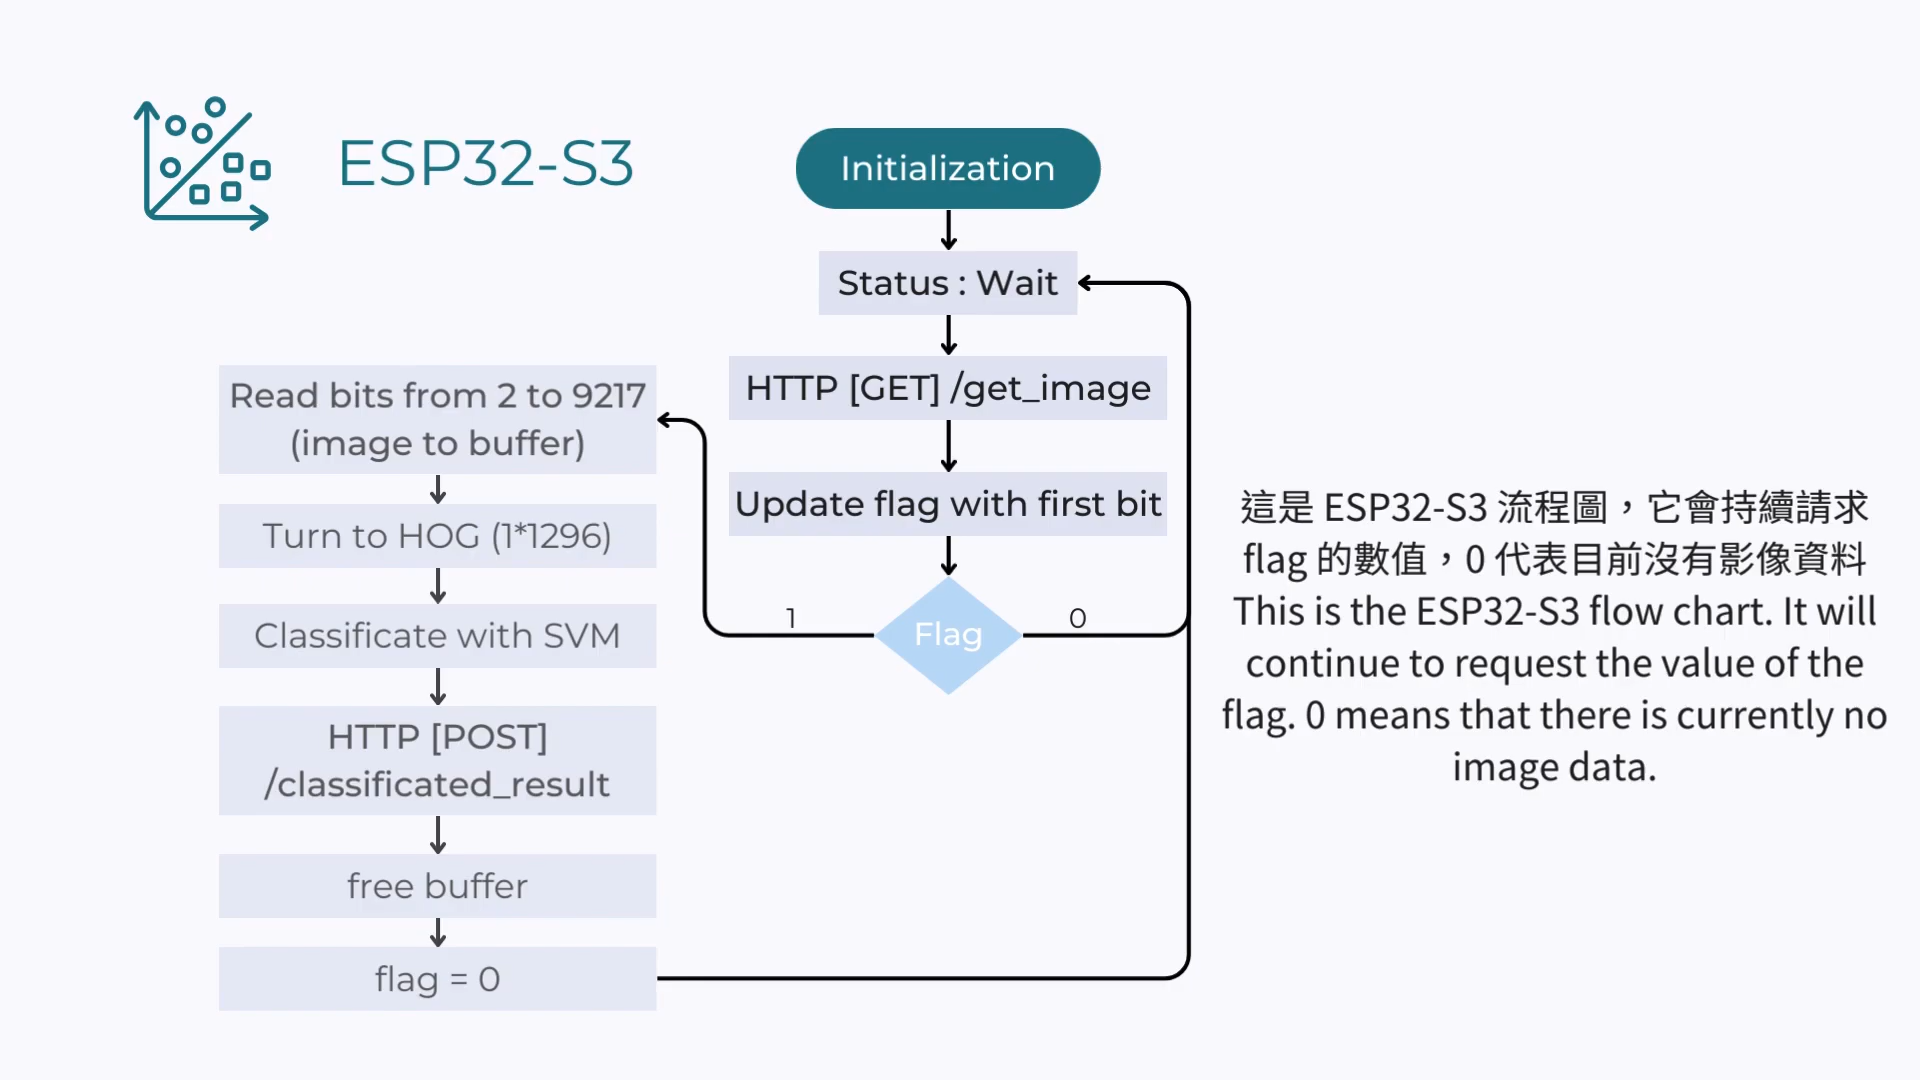 ESP32-S3
Initialization
Status : Wait
HTTP [GET] /get_image
Update flag with first bit
Flag
1
0
Read bits from 2 to 9217
(image to buffer)
Turn to HOG (1*1296)
Classificate with SVM
HTTP [POST]
/classificated_result
free buffer
flag = 0
這是 ESP32-S3 流程圖，它會持續請求
flag 的數值，0 代表目前沒有影像資料
This is the ESP32-S3 flow chart. It will
continue to request the value of the
flag. 0 means that there is currently no
image data.